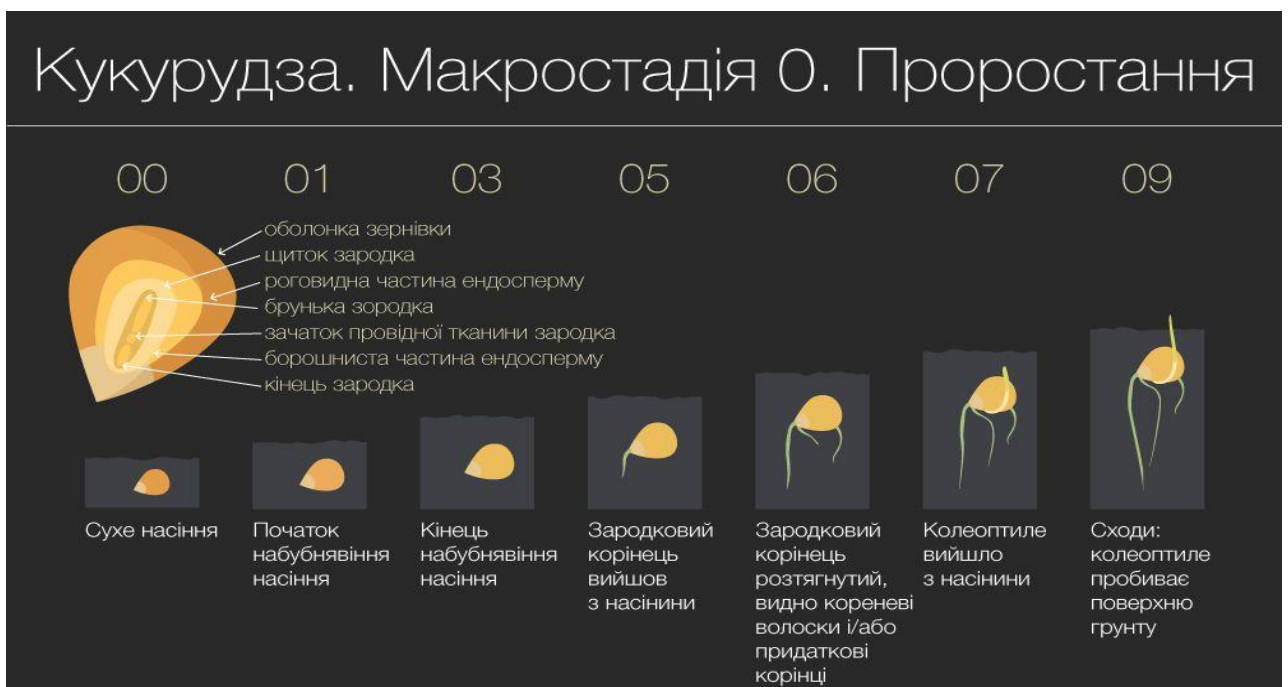 Кукурудза. Макростадія 0. Проростання
00 01 03 05 06 07 09
оболонка зернівки
щиток зародка
роговидна частина ендосперму
брунька зородка
зачаток провідної тканини зародка
борошниста частина ендосперму
кінець зародка
Сухе насіння
Початок
набубнявіння
насіння
Кінець
набубнявіння
насіння
Зародковий
корінець
вийшов
з насінини
Зародковий
корінець
розтягнутий,
видно кореневі
волоски і/або
придаткові
корінці
Колеоптиле
вийшло
з насінини
Сходи:
колеоптиле
пробиває
поверхню
грунту